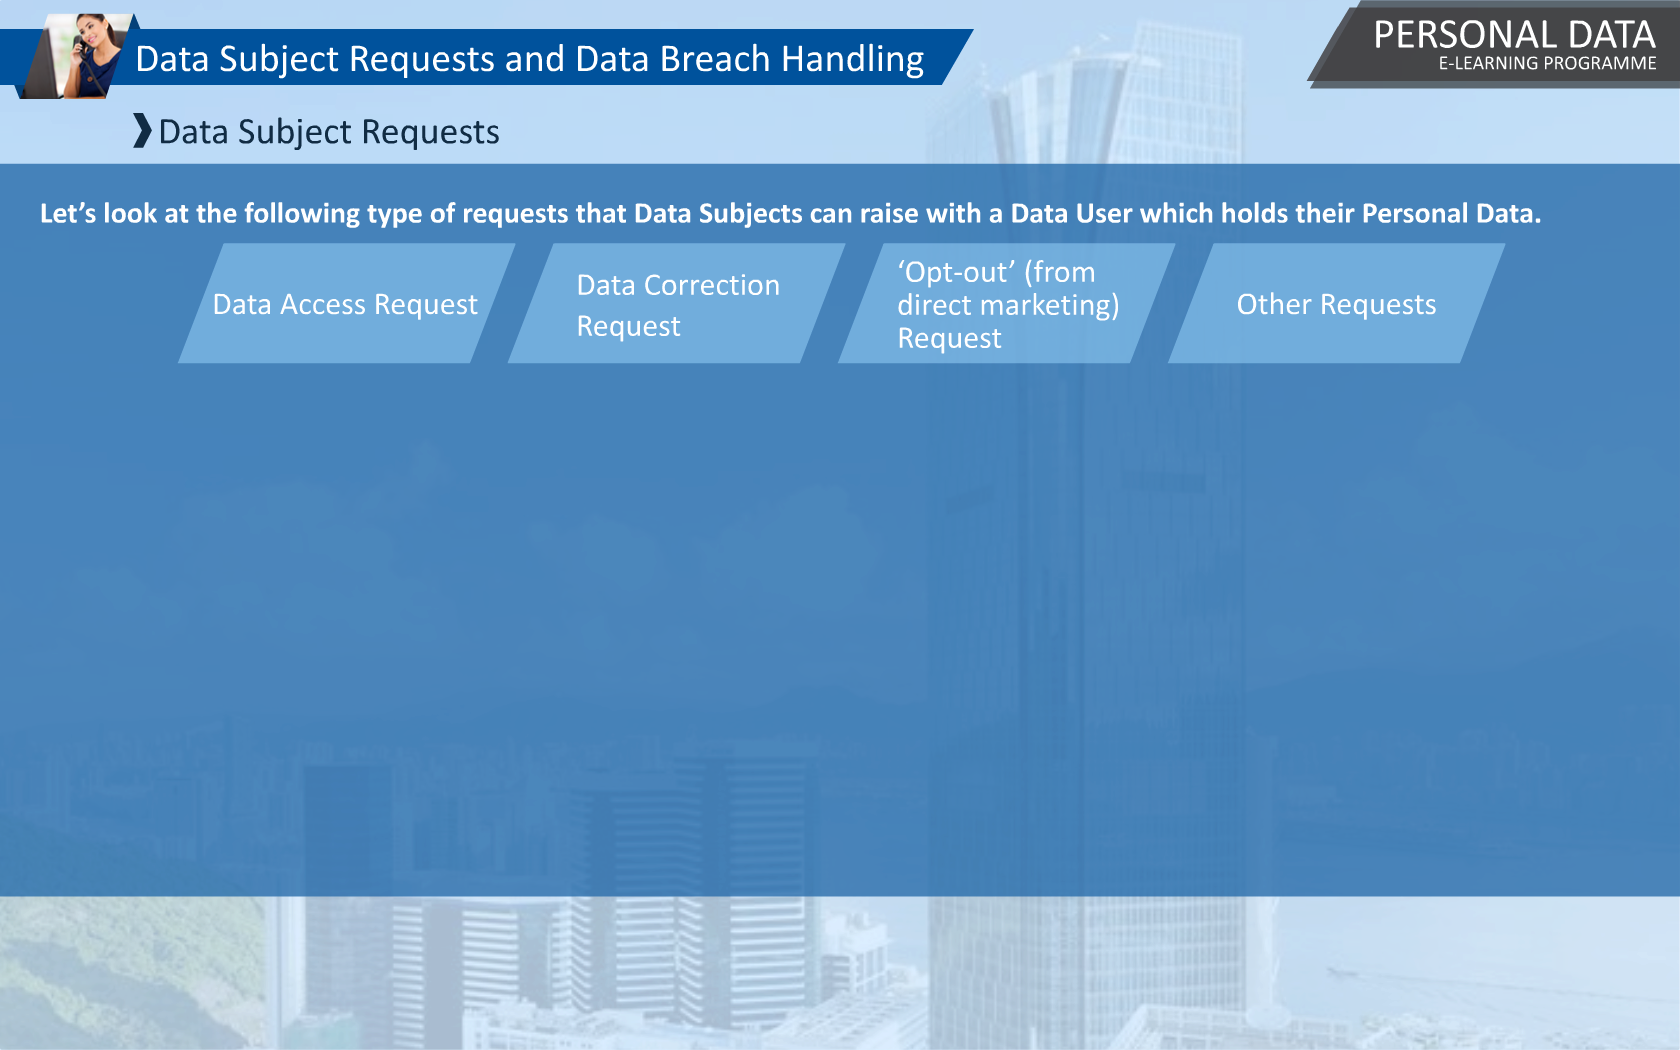 Data Subject Requests and Data Breach Handling
PERSONAL DATA
E-LEARNING PROGRAMME
Data Subject Requests
Let’s look at the following type of requests that Data Subjects can raise with a Data User which holds their Personal Data.
Data Access Request
Data Correction
Request
‘Opt-out’ (from
direct marketing)
Request
Other Requests